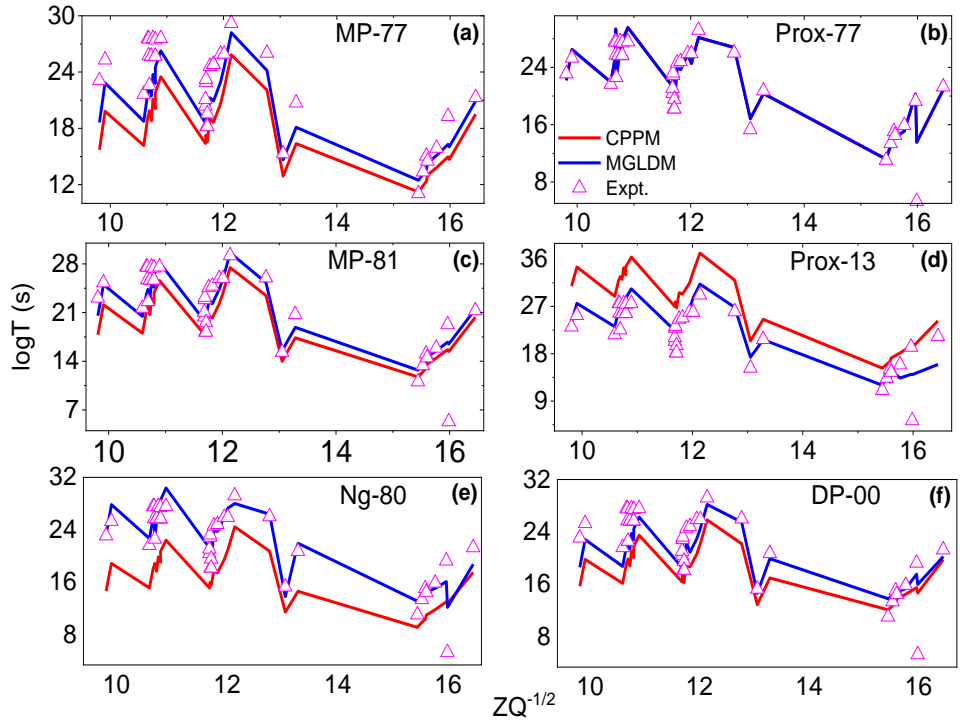 MP-77 (a)
30
24
18
12
10 12 14 16
Prox-77 (b)
24
16
8
10 12 14 16
CPPM
MGLDM
Expt.
MP-81 (c)
28
21
14
7
10 12 14 16
Prox-13 (d)
36
27
18
9
10 12 14 16
logT (s)
Ng-80 (e)
32
24
16
8
10 12 14 16
DP-00 (f)
32
24
16
8
10 12 14 16
ZQ^-1/2